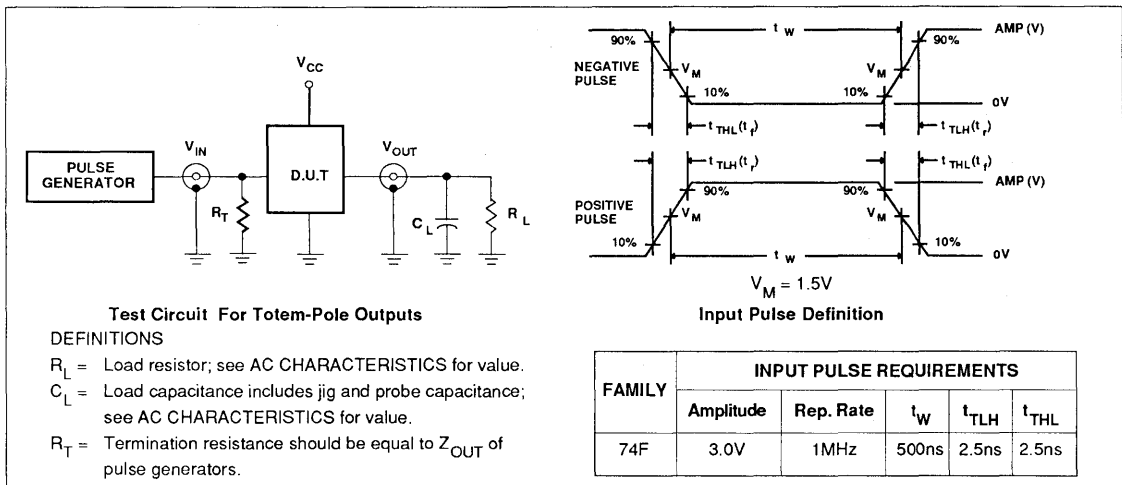 V_CC
V_IN
V_OUT
PULSE GENERATOR
D.U.T
R_T
C_L
R_L
Test Circuit For Totem-Pole Outputs
DEFINITIONS
R_L = Load resistor; see AC CHARACTERISTICS for value.
C_L = Load capacitance includes jig and probe capacitance;
see AC CHARACTERISTICS for value.
R_T = Termination resistance should be equal to Z_OUT of
pulse generators.
t_W
90%
90%
AMP (V)
NEGATIVE PULSE
V_M
V_M
10%
10%
0V
t_THL(t_f)
t_TLH(t_r)
t_TLH(t_r)
t_THL(t_f)
AMP (V)
90%
90%
POSITIVE PULSE
V_M
V_M
10%
10%
t_W
0V
V_M = 1.5V
Input Pulse Definition
FAMILY
INPUT PULSE REQUIREMENTS
Amplitude Rep. Rate t_W t_TLH t_THL
74F 3.0V 1MHz 500ns 2.5ns 2.5ns